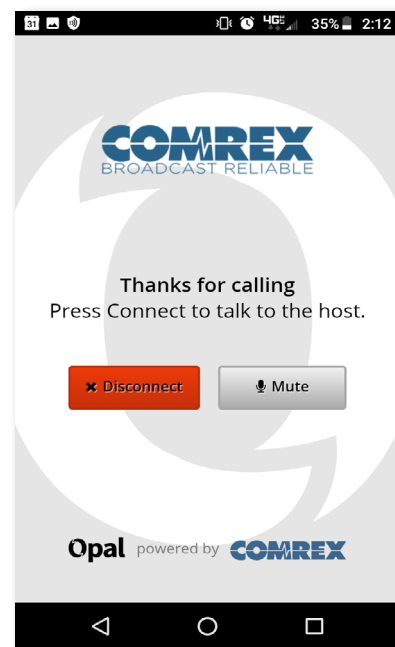 31 4G 35% 2:12
COMREX
BROADCAST RELIABLE
Thanks for calling
Press Connect to talk to the host.
✖ Disconnect Mute
Opal powered by COMREX